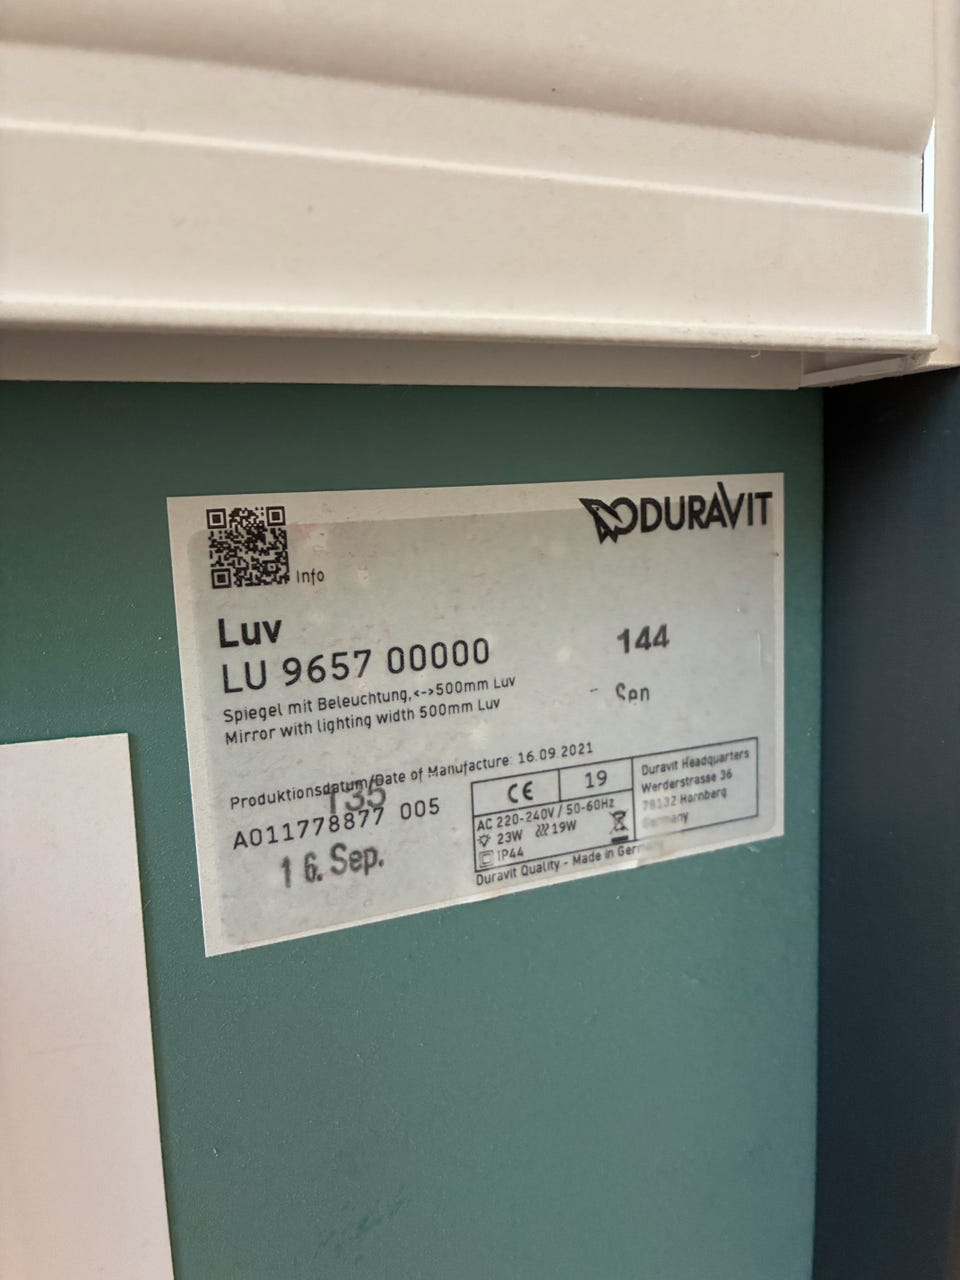 DURAVIT
Info
Luv
LU 9657 00000
144
Spiegel mit Beleuchtung,<->500mm Luv
Mirror with lighting width 500mm Luv
Produktionsdatum/Date of Manufacture: 16.09.2021
135
A011778877 005
16. Sep.
CE
19
AC 220-240V / 50-60Hz
23W 19W
IP44
Duravit Headquarters
Werderstrasse 36
78132 Hornberg
Germany
Duravit Quality - Made in Germany